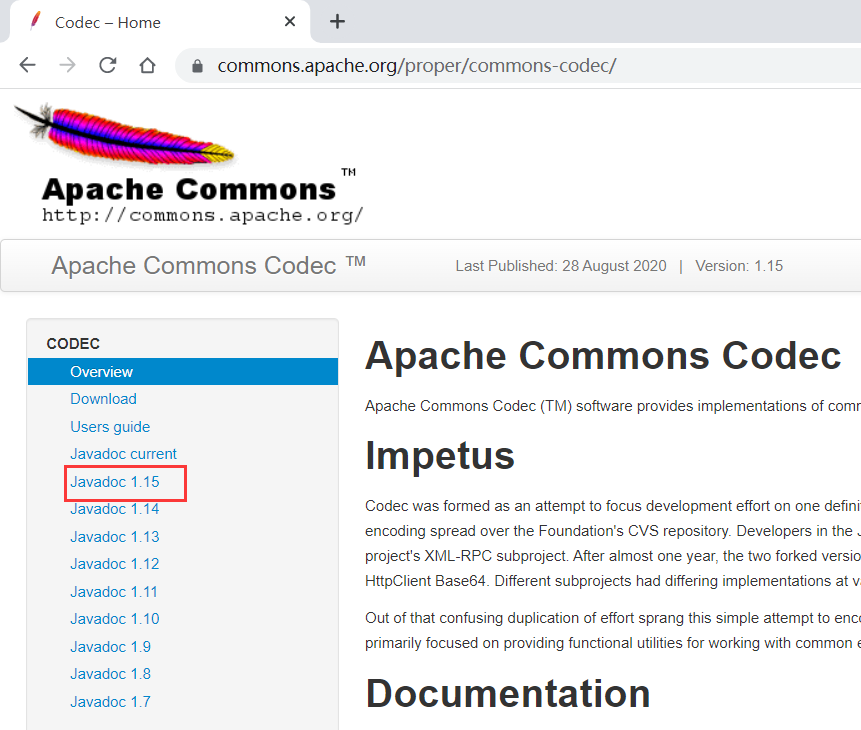 Codec – Home
commons.apache.org/proper/commons-codec/
Apache Commons ™
http://commons.apache.org/
Apache Commons Codec ™
Last Published: 28 August 2020 | Version: 1.15
CODEC
Overview
Download
Users guide
Javadoc current
Javadoc 1.15
Javadoc 1.14
Javadoc 1.13
Javadoc 1.12
Javadoc 1.11
Javadoc 1.10
Javadoc 1.9
Javadoc 1.8
Javadoc 1.7
Apache Commons Codec
Apache Commons Codec (TM) software provides implementations of
Impetus
Codec was formed as an attempt to focus development effort on one
encoding spread over the Foundation's CVS repository. Developers in the
project's XML-RPC subproject. After almost one year, the two forked
HttpClient Base64. Different subprojects had differing implementations at
Out of that confusing duplication of effort sprang this simple attempt to
primarily focused on providing functional utilities for working with common
Documentation